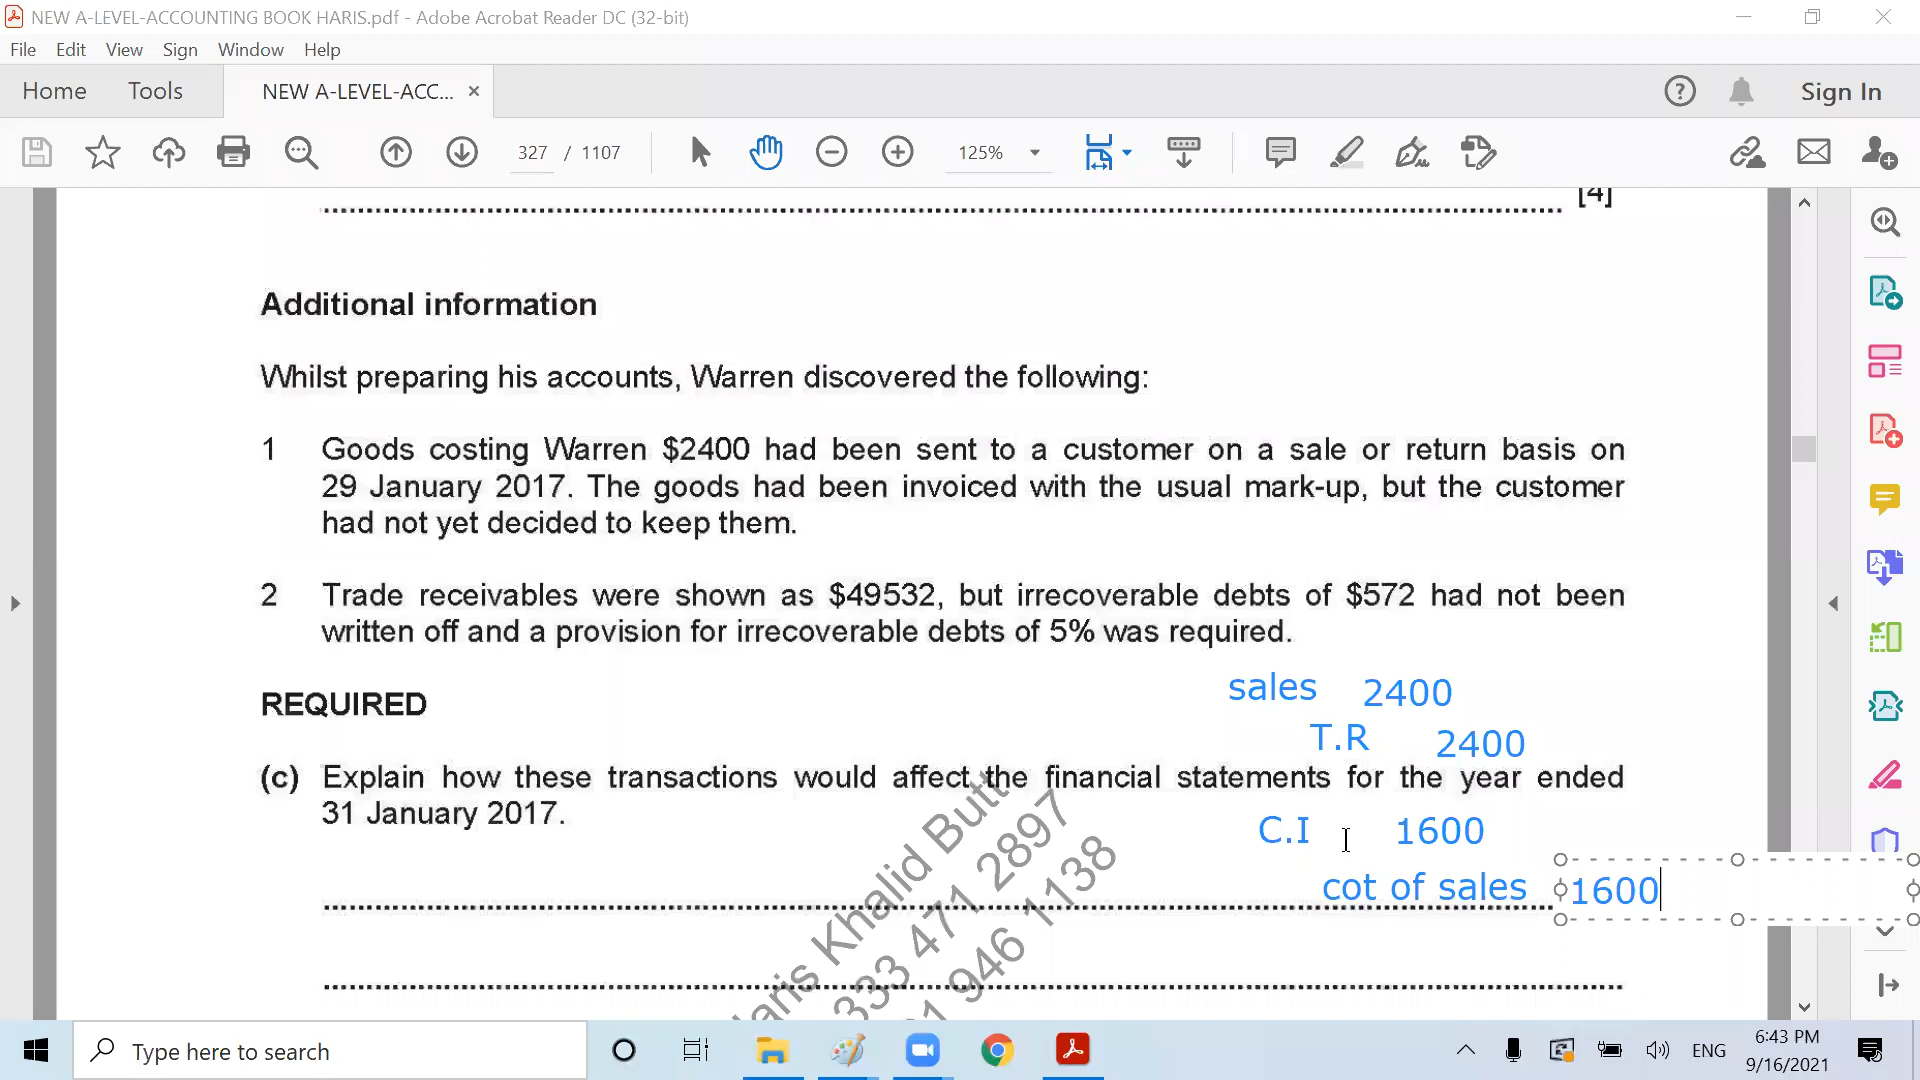 NEW A-LEVEL-ACCOUNTING BOOK HARIS.pdf - Adobe Acrobat Reader DC (32-bit)
File Edit View Sign Window Help
Home Tools NEW A-LEVEL-ACC... × Sign In
327 / 1107 125%
[4]
Additional information
Whilst preparing his accounts, Warren discovered the following:
1 Goods costing Warren $2400 had been sent to a customer on a sale or return basis on
29 January 2017. The goods had been invoiced with the usual mark-up, but the customer
had not yet decided to keep them.
2 Trade receivables were shown as $49532, but irrecoverable debts of $572 had not been
written off and a provision for irrecoverable debts of 5% was required.
sales 2400
REQUIRED
T.R 2400
(c) Explain how these transactions would affect the financial statements for the year ended
31 January 2017.
C.I 1600
cot of sales 1600
aris Khalid Butt
333 471 2897
01 946 1138
Type here to search
ENG
6:43 PM
9/16/2021